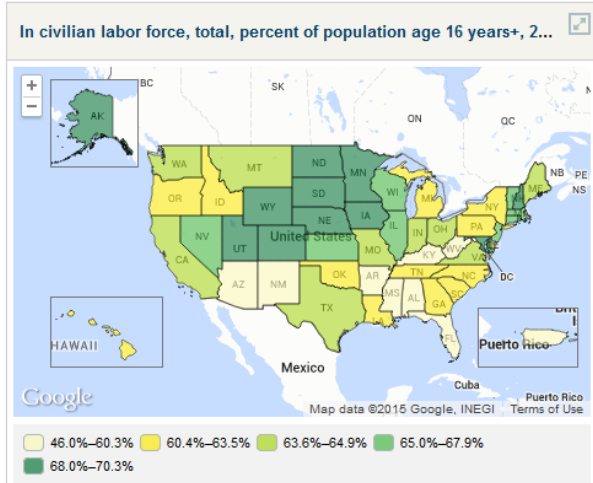 In civilian labor force, total, percent of population age 16 years+, 2...
+
−
BC
SK
ON
QC
NB
PE
NS
AK
WA
MT
ND
MN
OR
ID
WY
SD
WI
MI
NY
ME
NV
UT
NE
IA
IL
IN
OH
PA
United States
CA
MO
KY
WV
VA
DC
AZ
NM
OK
AR
TN
NC
SC
TX
LA
MS
AL
GA
FL
HAWAII
Puerto Rico
Mexico
Cuba
Puerto Rico
Google
Map data ©2015 Google, INEGI Terms of Use
46.0%–60.3% 60.4%–63.5% 63.6%–64.9% 65.0%–67.9%
68.0%–70.3%